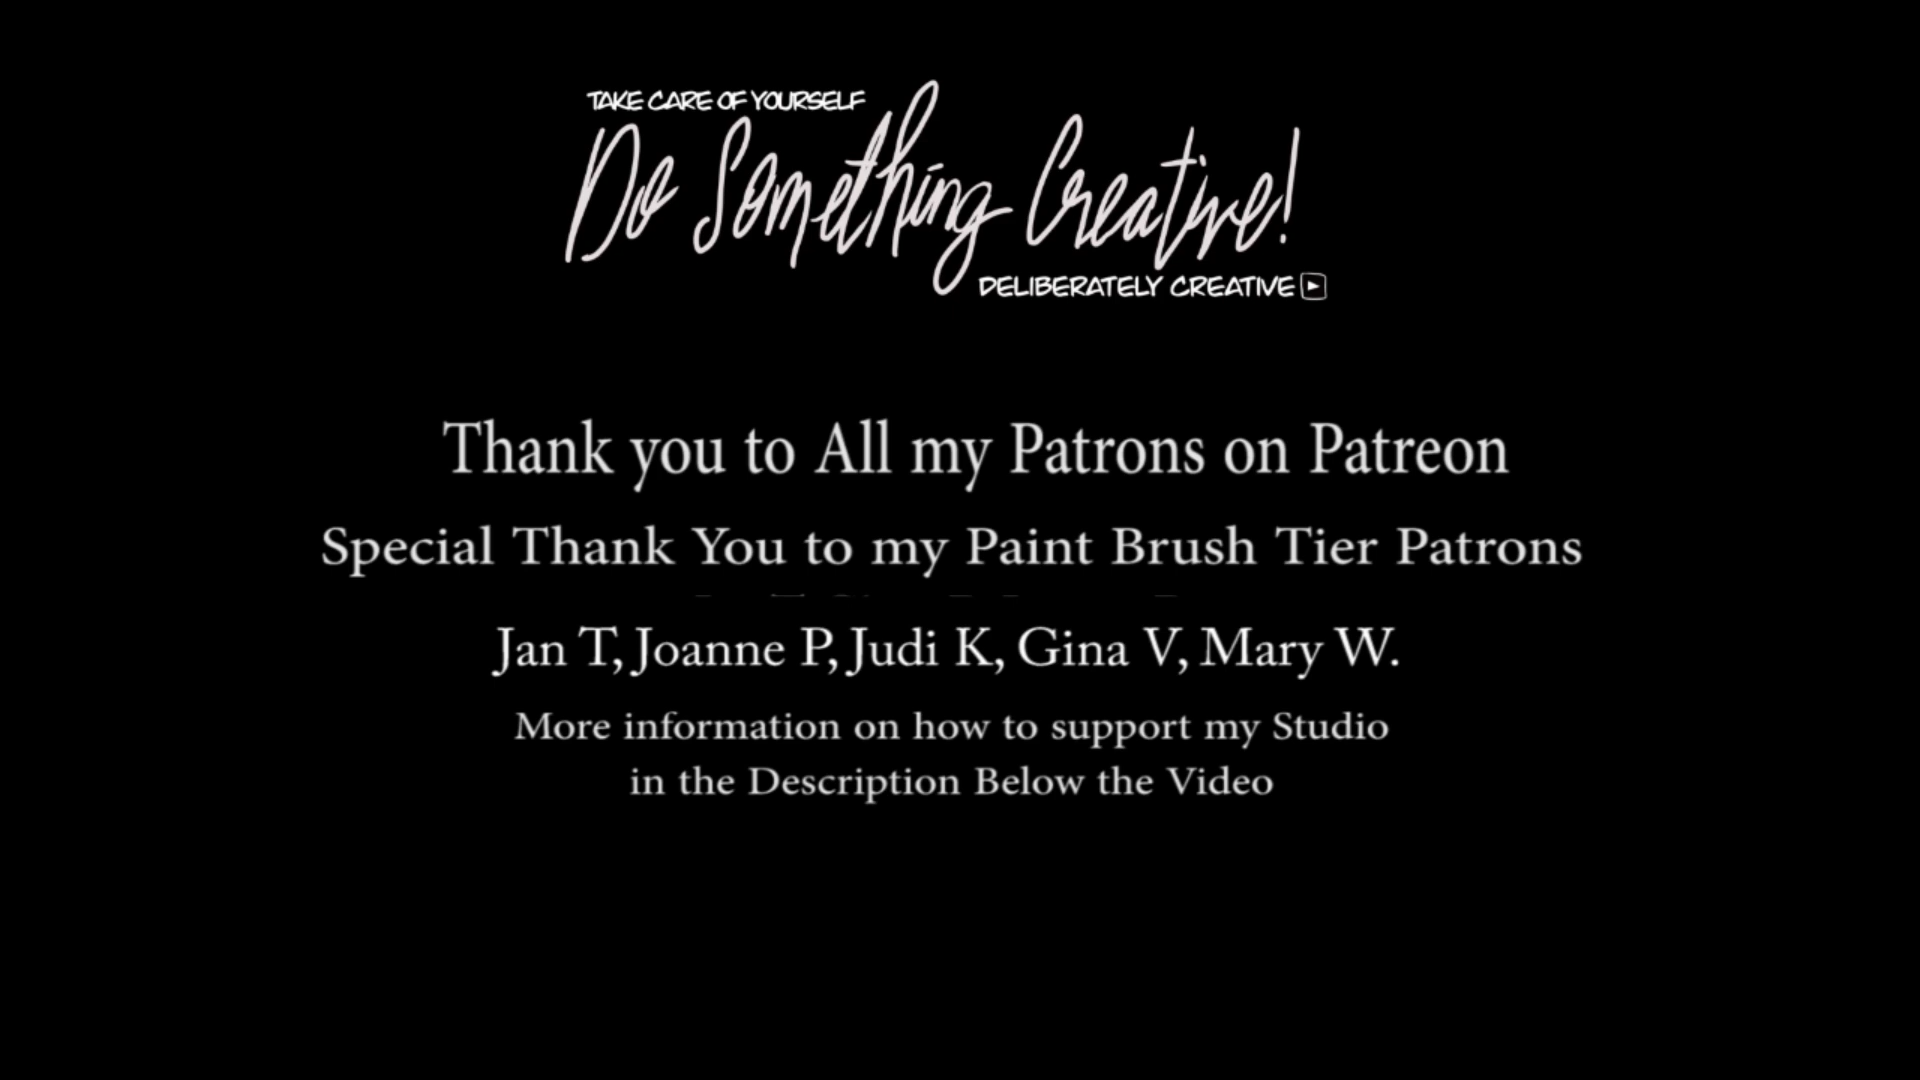 TAKE CARE OF YOURSELF
Do Something Creative!
DELIBERATELY CREATIVE
Thank you to All my Patrons on Patreon
Special Thank You to my Paint Brush Tier Patrons
Jan T, Joanne P, Judi K, Gina V, Mary W.
More information on how to support my Studio
in the Description Below the Video